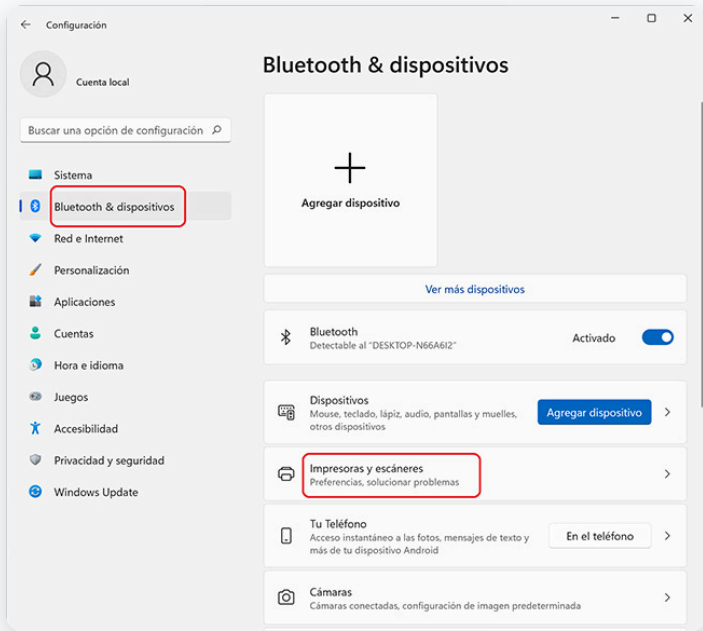 Configuración
Cuenta local
Buscar una opción de configuración
Sistema
Bluetooth & dispositivos
Red e Internet
Personalización
Aplicaciones
Cuentas
Hora e idioma
Juegos
Accesibilidad
Privacidad y seguridad
Windows Update
Bluetooth & dispositivos
Agregar dispositivo
Ver más dispositivos
Bluetooth
Detectable al "DESKTOP-N66A6I2"
Activado
Dispositivos
Mouse, teclado, lápiz, audio, pantallas y muelles,
otros dispositivos
Agregar dispositivo
Impresoras y escáneres
Preferencias, solucionar problemas
Tu Teléfono
Acceso instantáneo a las fotos, mensajes de texto y
más de tu dispositivo Android
En el teléfono
Cámaras
Cámaras conectadas, configuración de imagen predeterminada